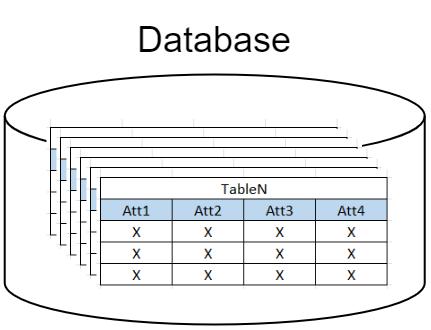 Database
TableN
Att1 Att2 Att3 Att4
X X X X
X X X X
X X X X